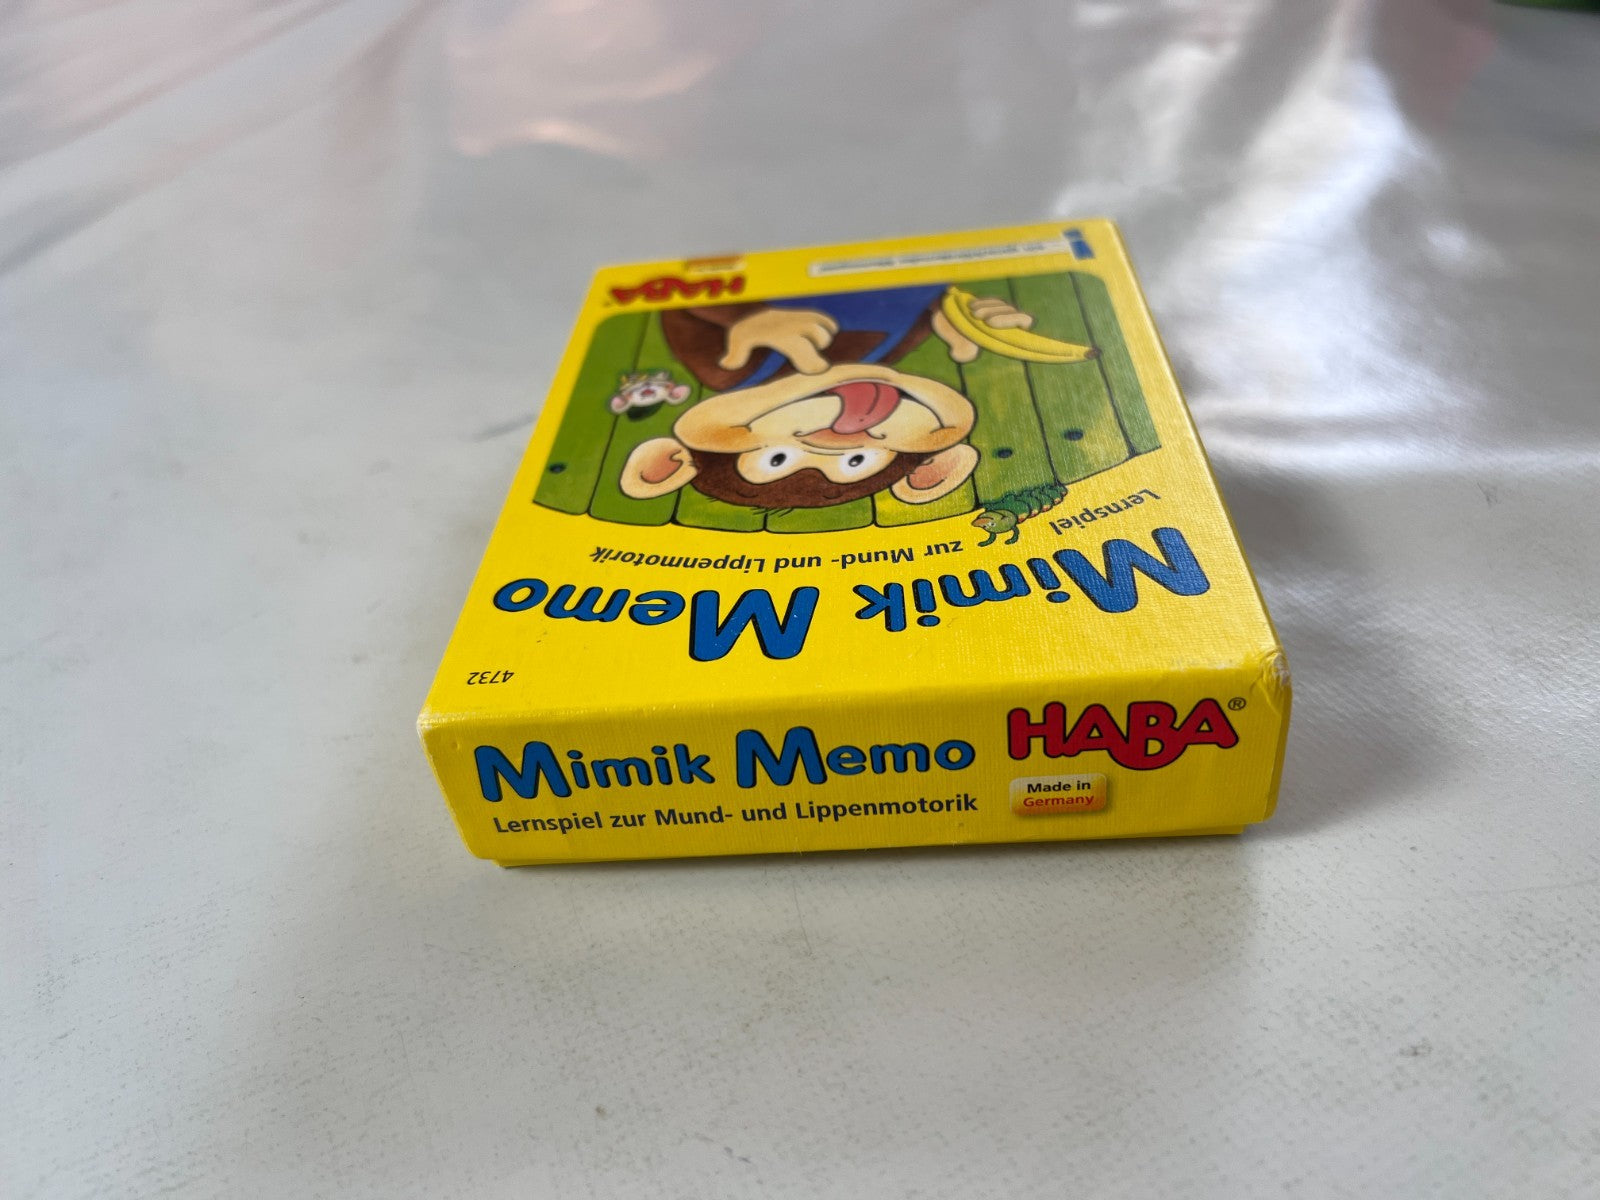 HABA®
Lernspiel
zur Mund- und Lippenmotorik
Mimik Memo
4732
Mimik Memo
HABA®
Lernspiel zur Mund- und Lippenmotorik
Made in
Germany